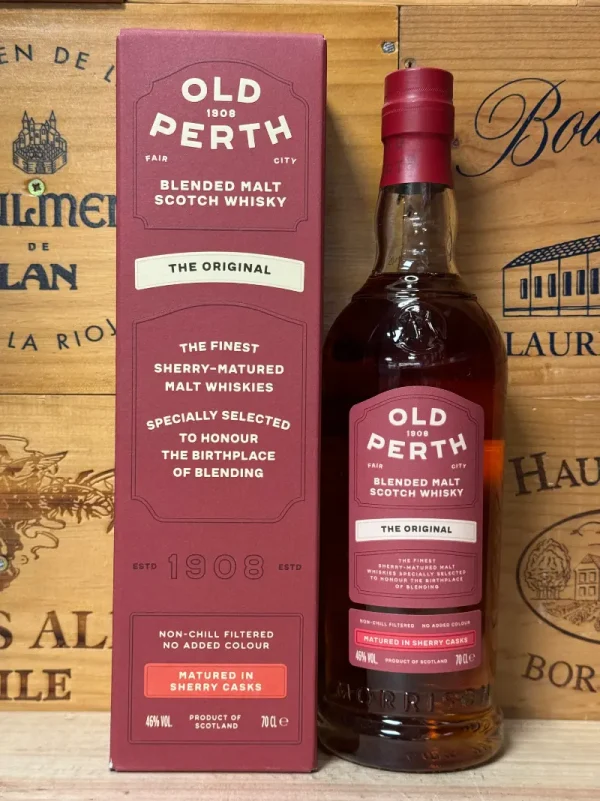 OLD
1908
PERTH
FAIR CITY
BLENDED MALT
SCOTCH WHISKY
THE ORIGINAL
THE FINEST
SHERRY-MATURED
MALT WHISKIES
SPECIALLY SELECTED
TO HONOUR
THE BIRTHPLACE
OF BLENDING
ESTD 1908 ESTD
NON-CHILL FILTERED
NO ADDED COLOUR
MATURED IN
SHERRY CASKS
46% VOL. PRODUCT OF SCOTLAND 70 CL e
OLD
1908
PERTH
FAIR CITY
BLENDED MALT
SCOTCH WHISKY
THE ORIGINAL
THE FINEST
SHERRY-MATURED MALT
WHISKIES SPECIALLY SELECTED
TO HONOUR THE BIRTHPLACE
OF BLENDING
NON-CHILL FILTERED NO ADDED COLOUR
MATURED IN SHERRY CASKS
46% VOL. PRODUCT OF SCOTLAND 70 CL e
MORRISON
EN DE
DE
LAN
LA RIOJ
S AL
ILE
Bo
LAUR
HAU
BOR